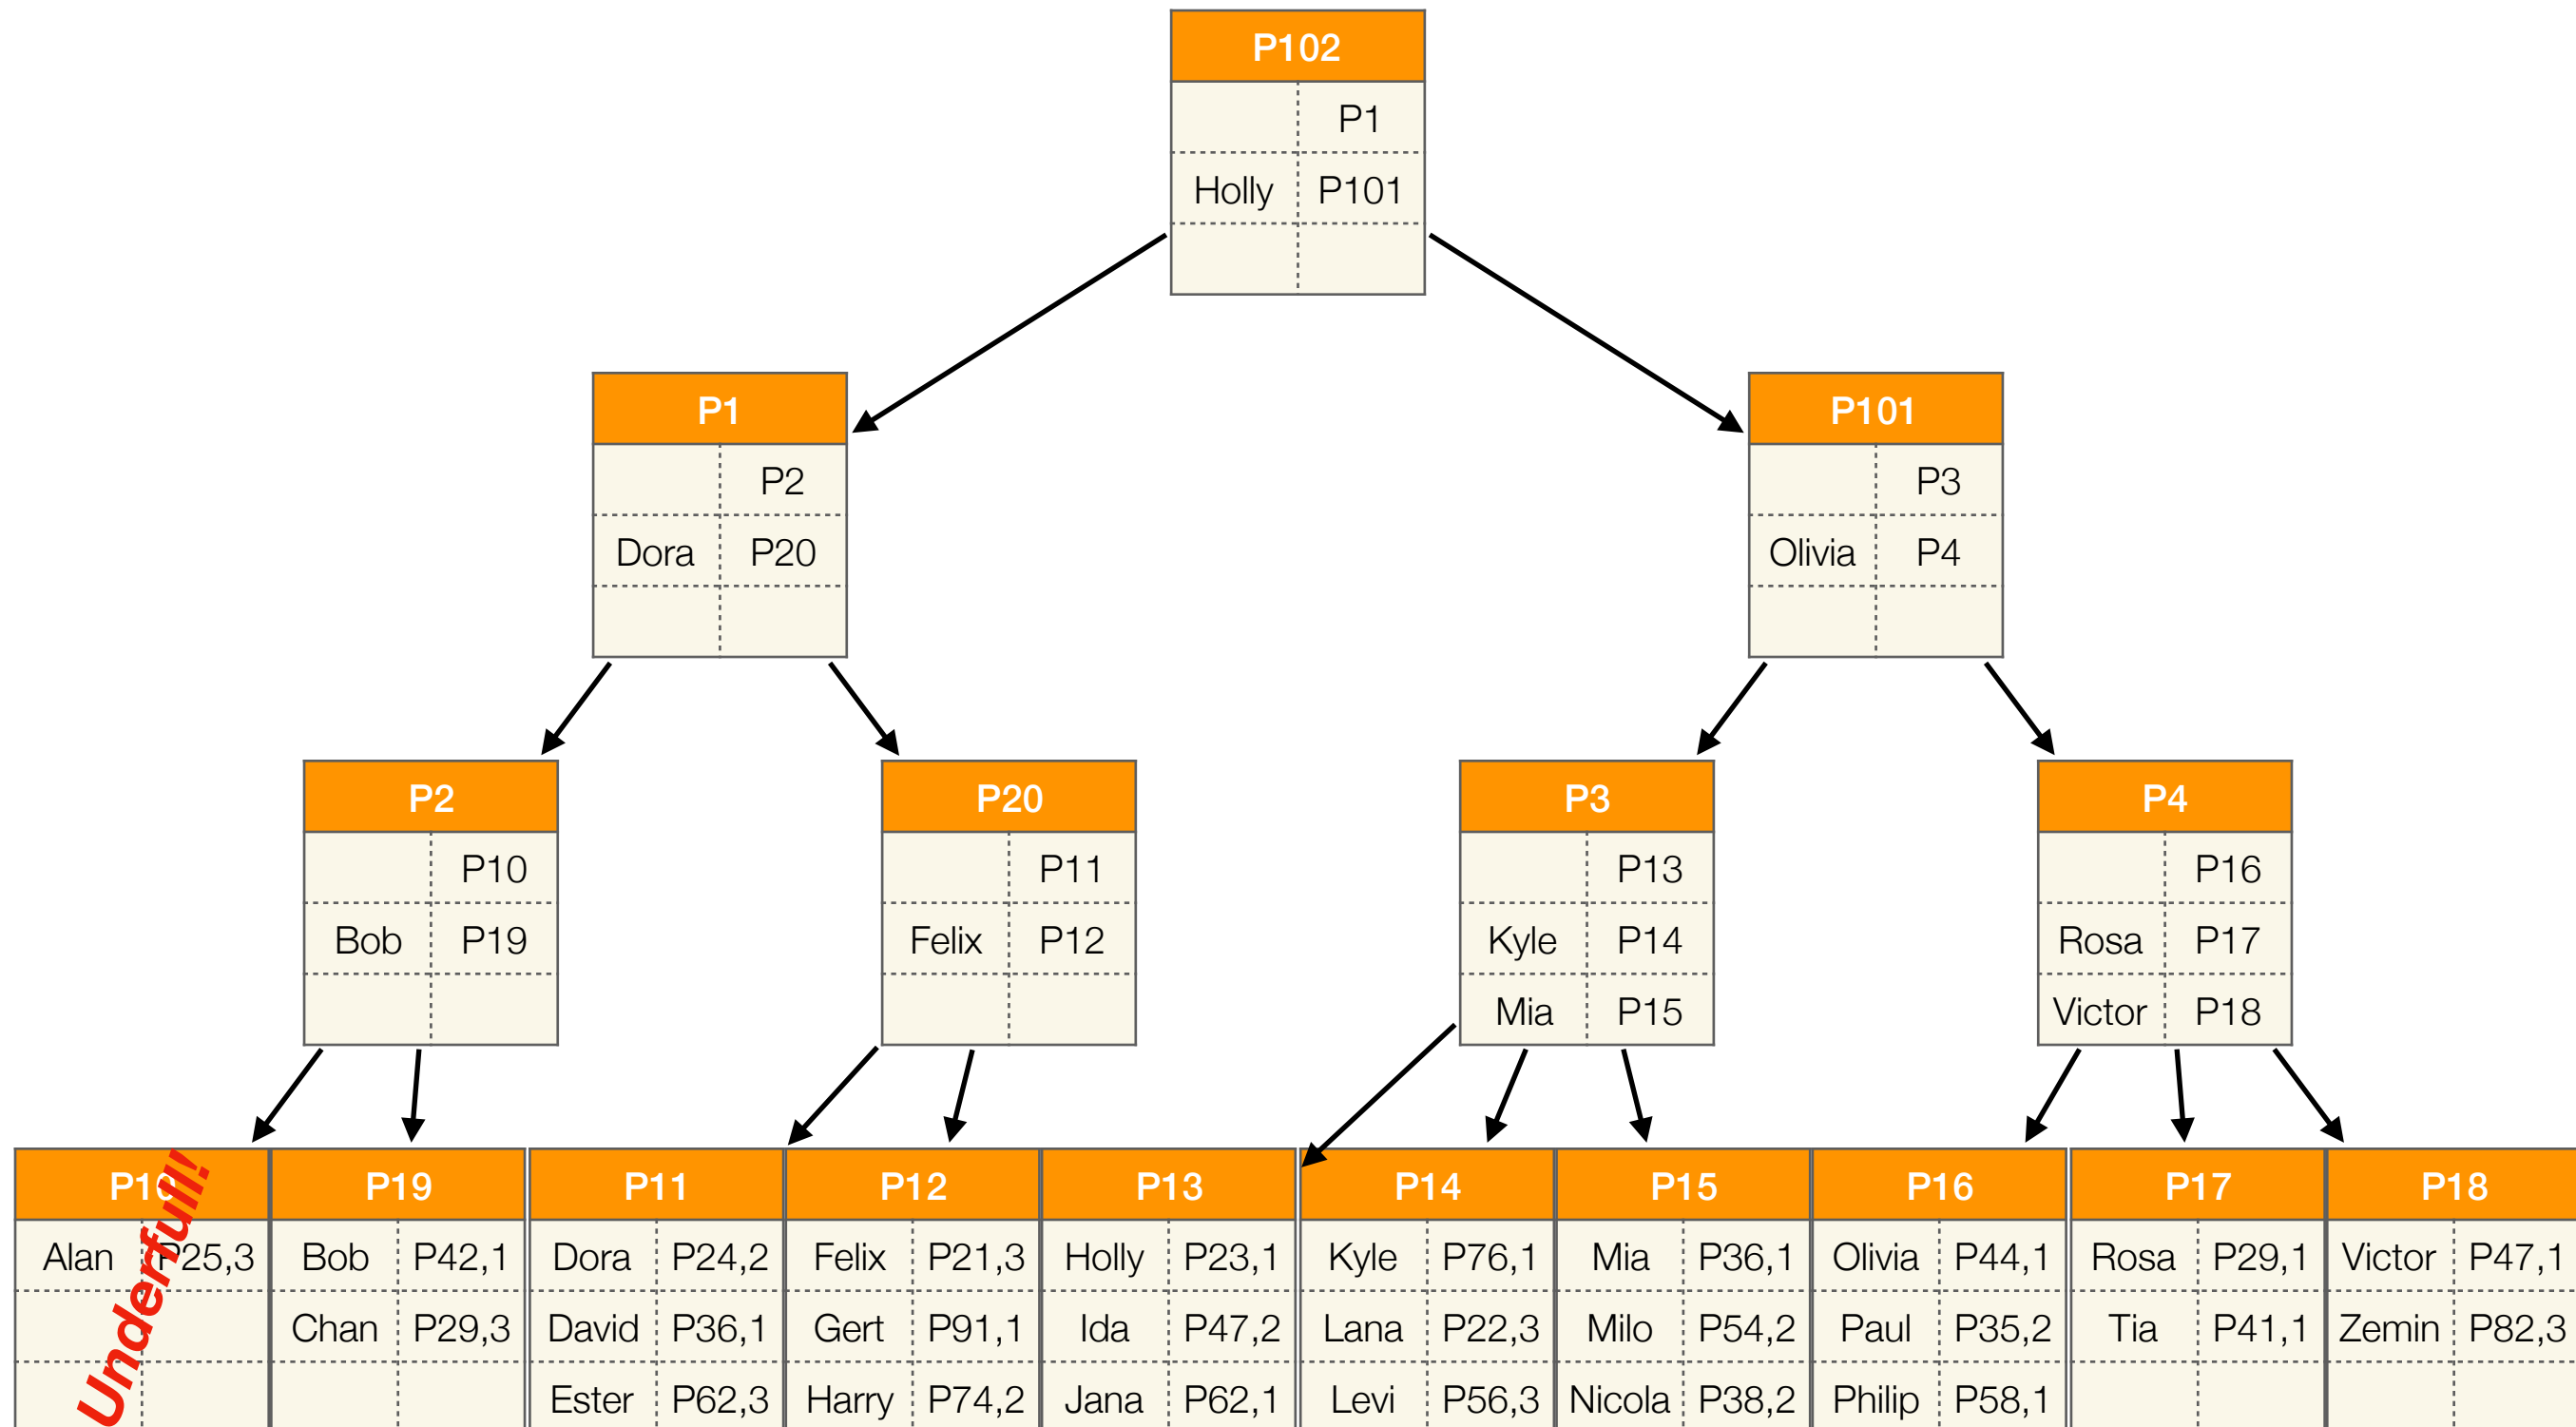 P102
P1
Holly P101
P1
P2
Dora P20
P101
P3
Olivia P4
P2
P10
Bob P19
P20
P11
Felix P12
P3
P13
Kyle P14
Mia P15
P4
P16
Rosa P17
Victor P18
P10
Alan P25,3
Underfull!
P19
Bob P42,1
Chan P29,3
P11
Dora P24,2
David P36,1
Ester P62,3
P12
Felix P21,3
Gert P91,1
Harry P74,2
P13
Holly P23,1
Ida P47,2
Jana P62,1
P14
Kyle P76,1
Lana P22,3
Levi P56,3
P15
Mia P36,1
Milo P54,2
Nicola P38,2
P16
Olivia P44,1
Paul P35,2
Philip P58,1
P17
Rosa P29,1
Tia P41,1
P18
Victor P47,1
Zemin P82,3